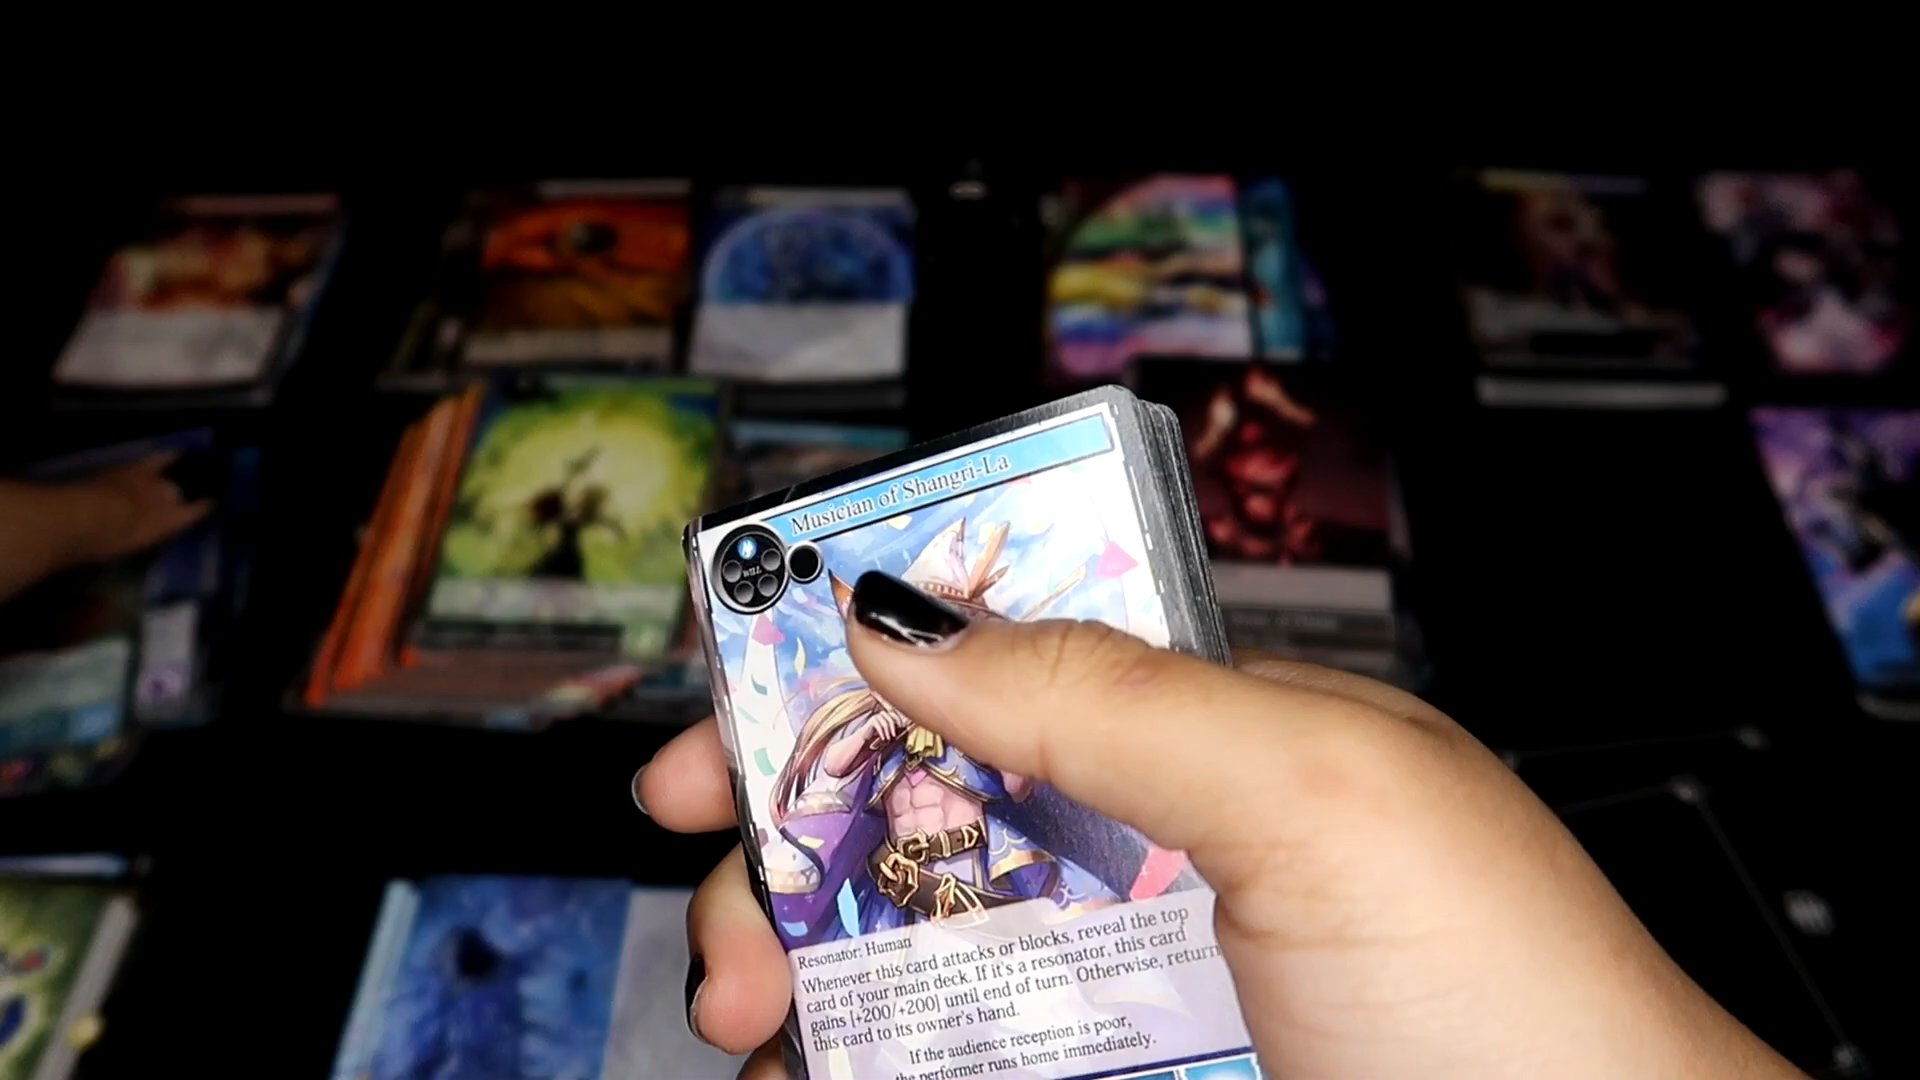 Musician of Shangri-La
WILL
Resonator: Human
Whenever this card attacks or blocks, reveal the top
card of your main deck. If it's a resonator, this card
gains [+200/+200] until end of turn. Otherwise, return
this card to its owner's hand.
If the audience reception is poor,
the performer runs home immediately.